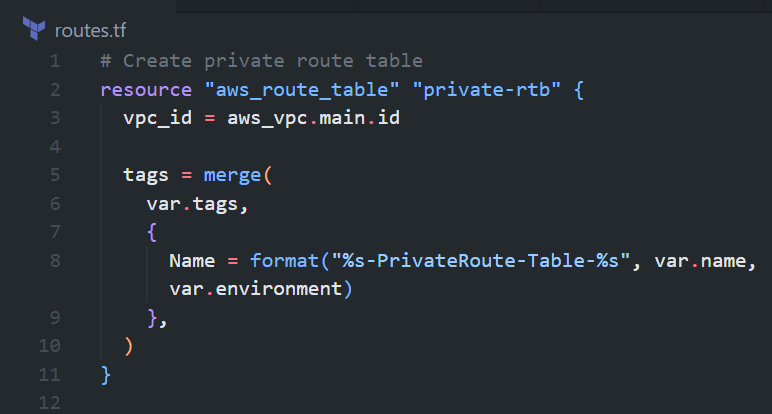 routes.tf
1 # Create private route table
2 resource "aws_route_table" "private-rtb" {
3   vpc_id = aws_vpc.main.id
4
5   tags = merge(
6     var.tags,
7     {
8       Name = format("%s-PrivateRoute-Table-%s", var.name,
      var.environment)
9     },
10   )
11 }
12